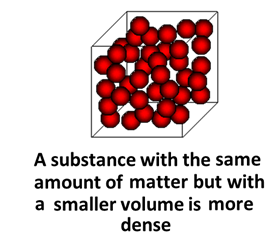 A substance with the same
amount of matter but with
a smaller volume is more
dense